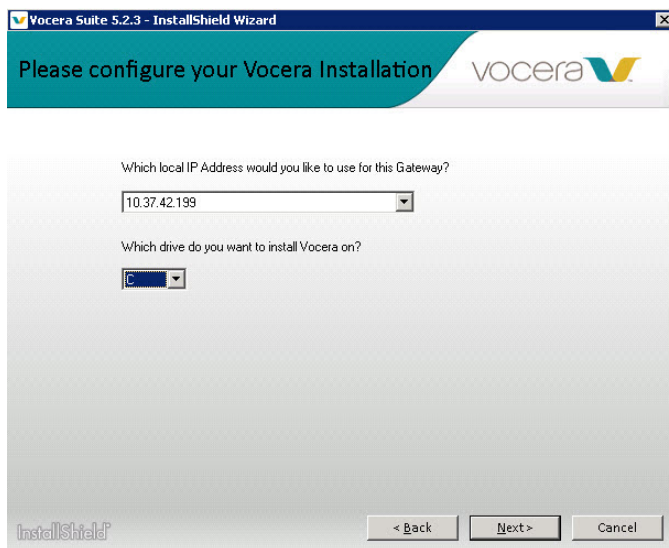 Vocera Suite 5.2.3 - InstallShield Wizard
Please configure your Vocera Installation
vocera
Which local IP Address would you like to use for this Gateway?
10.37.42.199
Which drive do you want to install Vocera on?
C
InstallShield
< Back
Next >
Cancel